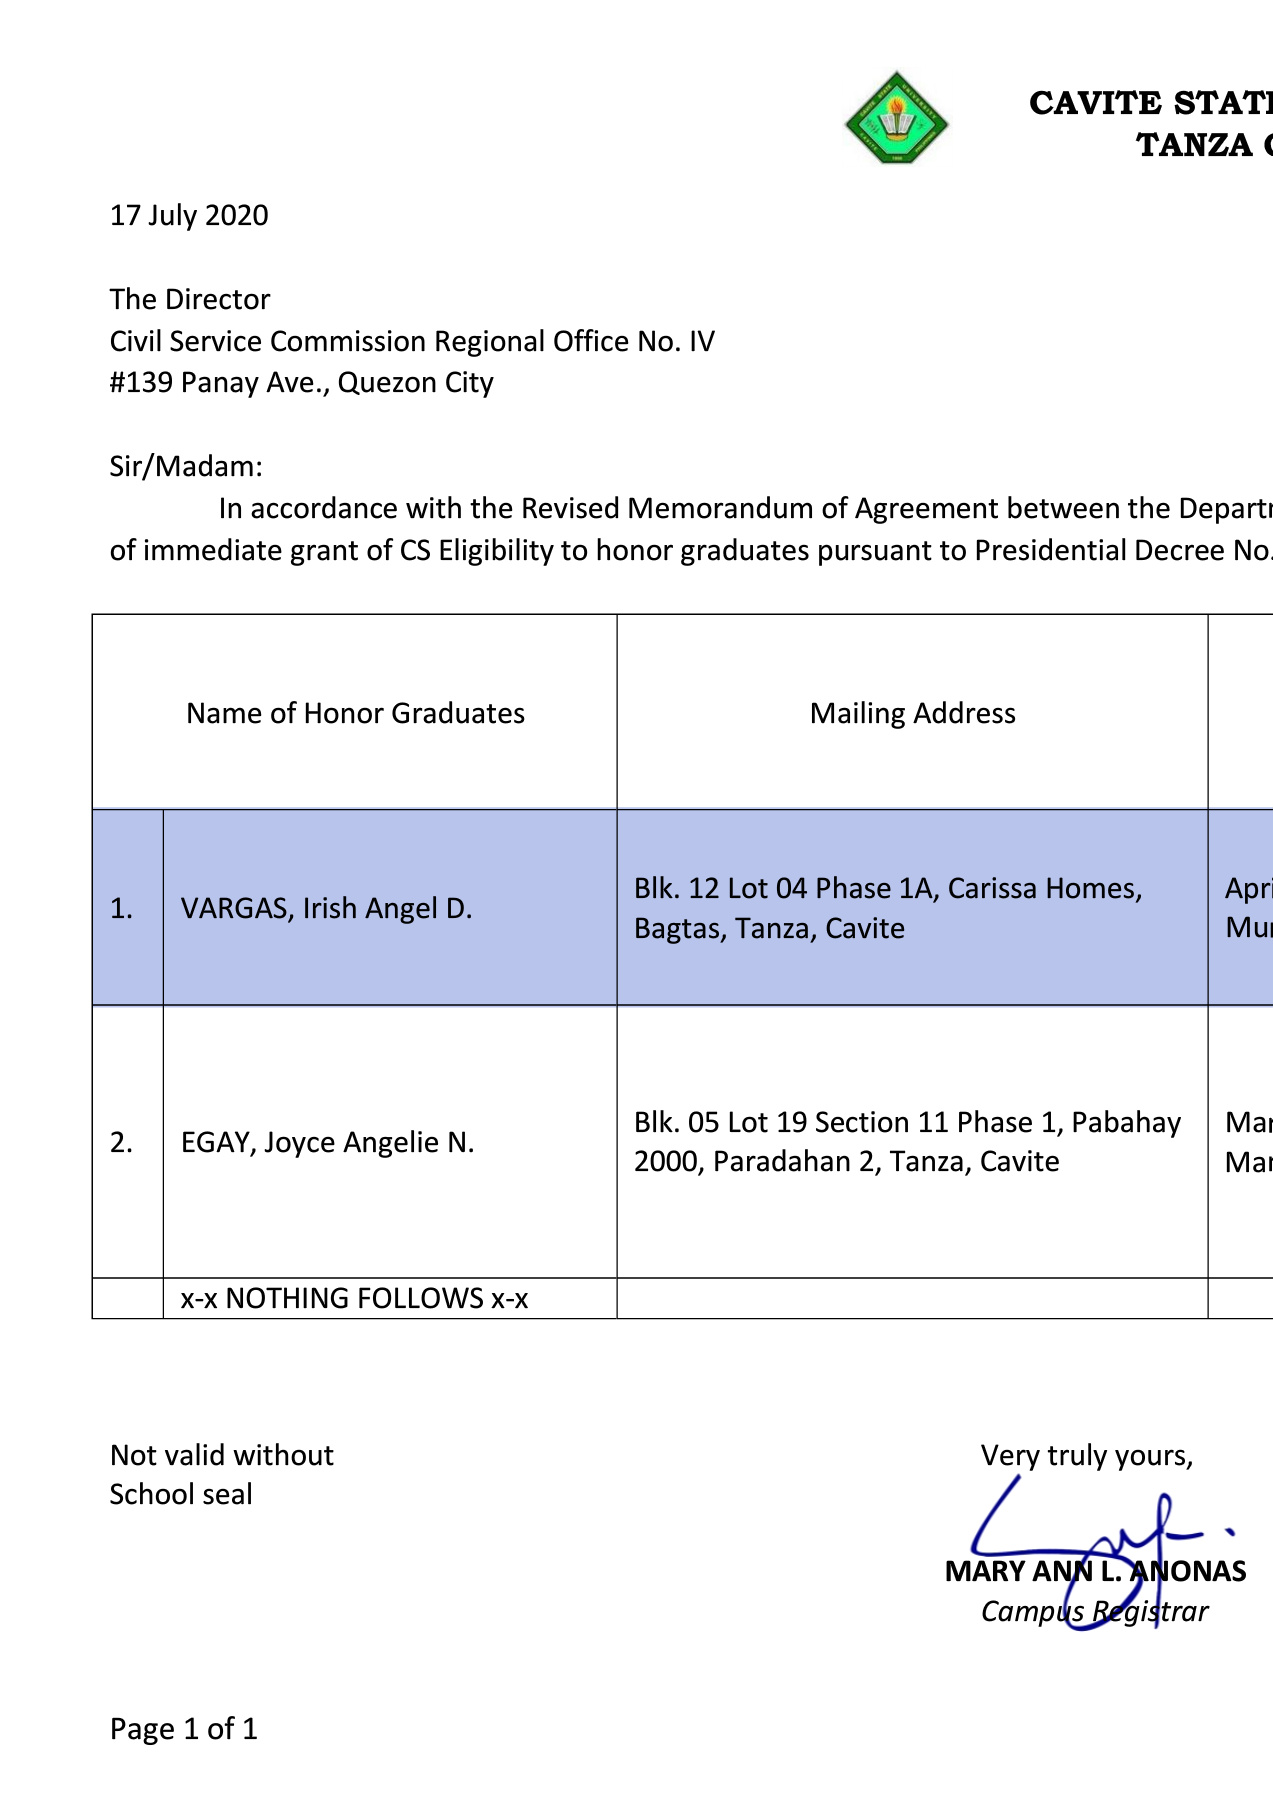 CAVITE STATE
TANZA C
17 July 2020
The Director
Civil Service Commission Regional Office No. IV
#139 Panay Ave., Quezon City
Sir/Madam:
In accordance with the Revised Memorandum of Agreement between the
of immediate grant of CS Eligibility to honor graduates pursuant to Presidential Decree No.
Name of Honor Graduates
Mailing Address
1. VARGAS, Irish Angel D.
Blk. 12 Lot 04 Phase 1A, Carissa Homes,
Bagtas, Tanza, Cavite
2. EGAY, Joyce Angelie N.
Blk. 05 Lot 19 Section 11 Phase 1, Pabahay
2000, Paradahan 2, Tanza, Cavite
x-x NOTHING FOLLOWS x-x
Not valid without
School seal
Very truly yours,
MARY ANN L. ANONAS
Campus Registrar
Page 1 of 1